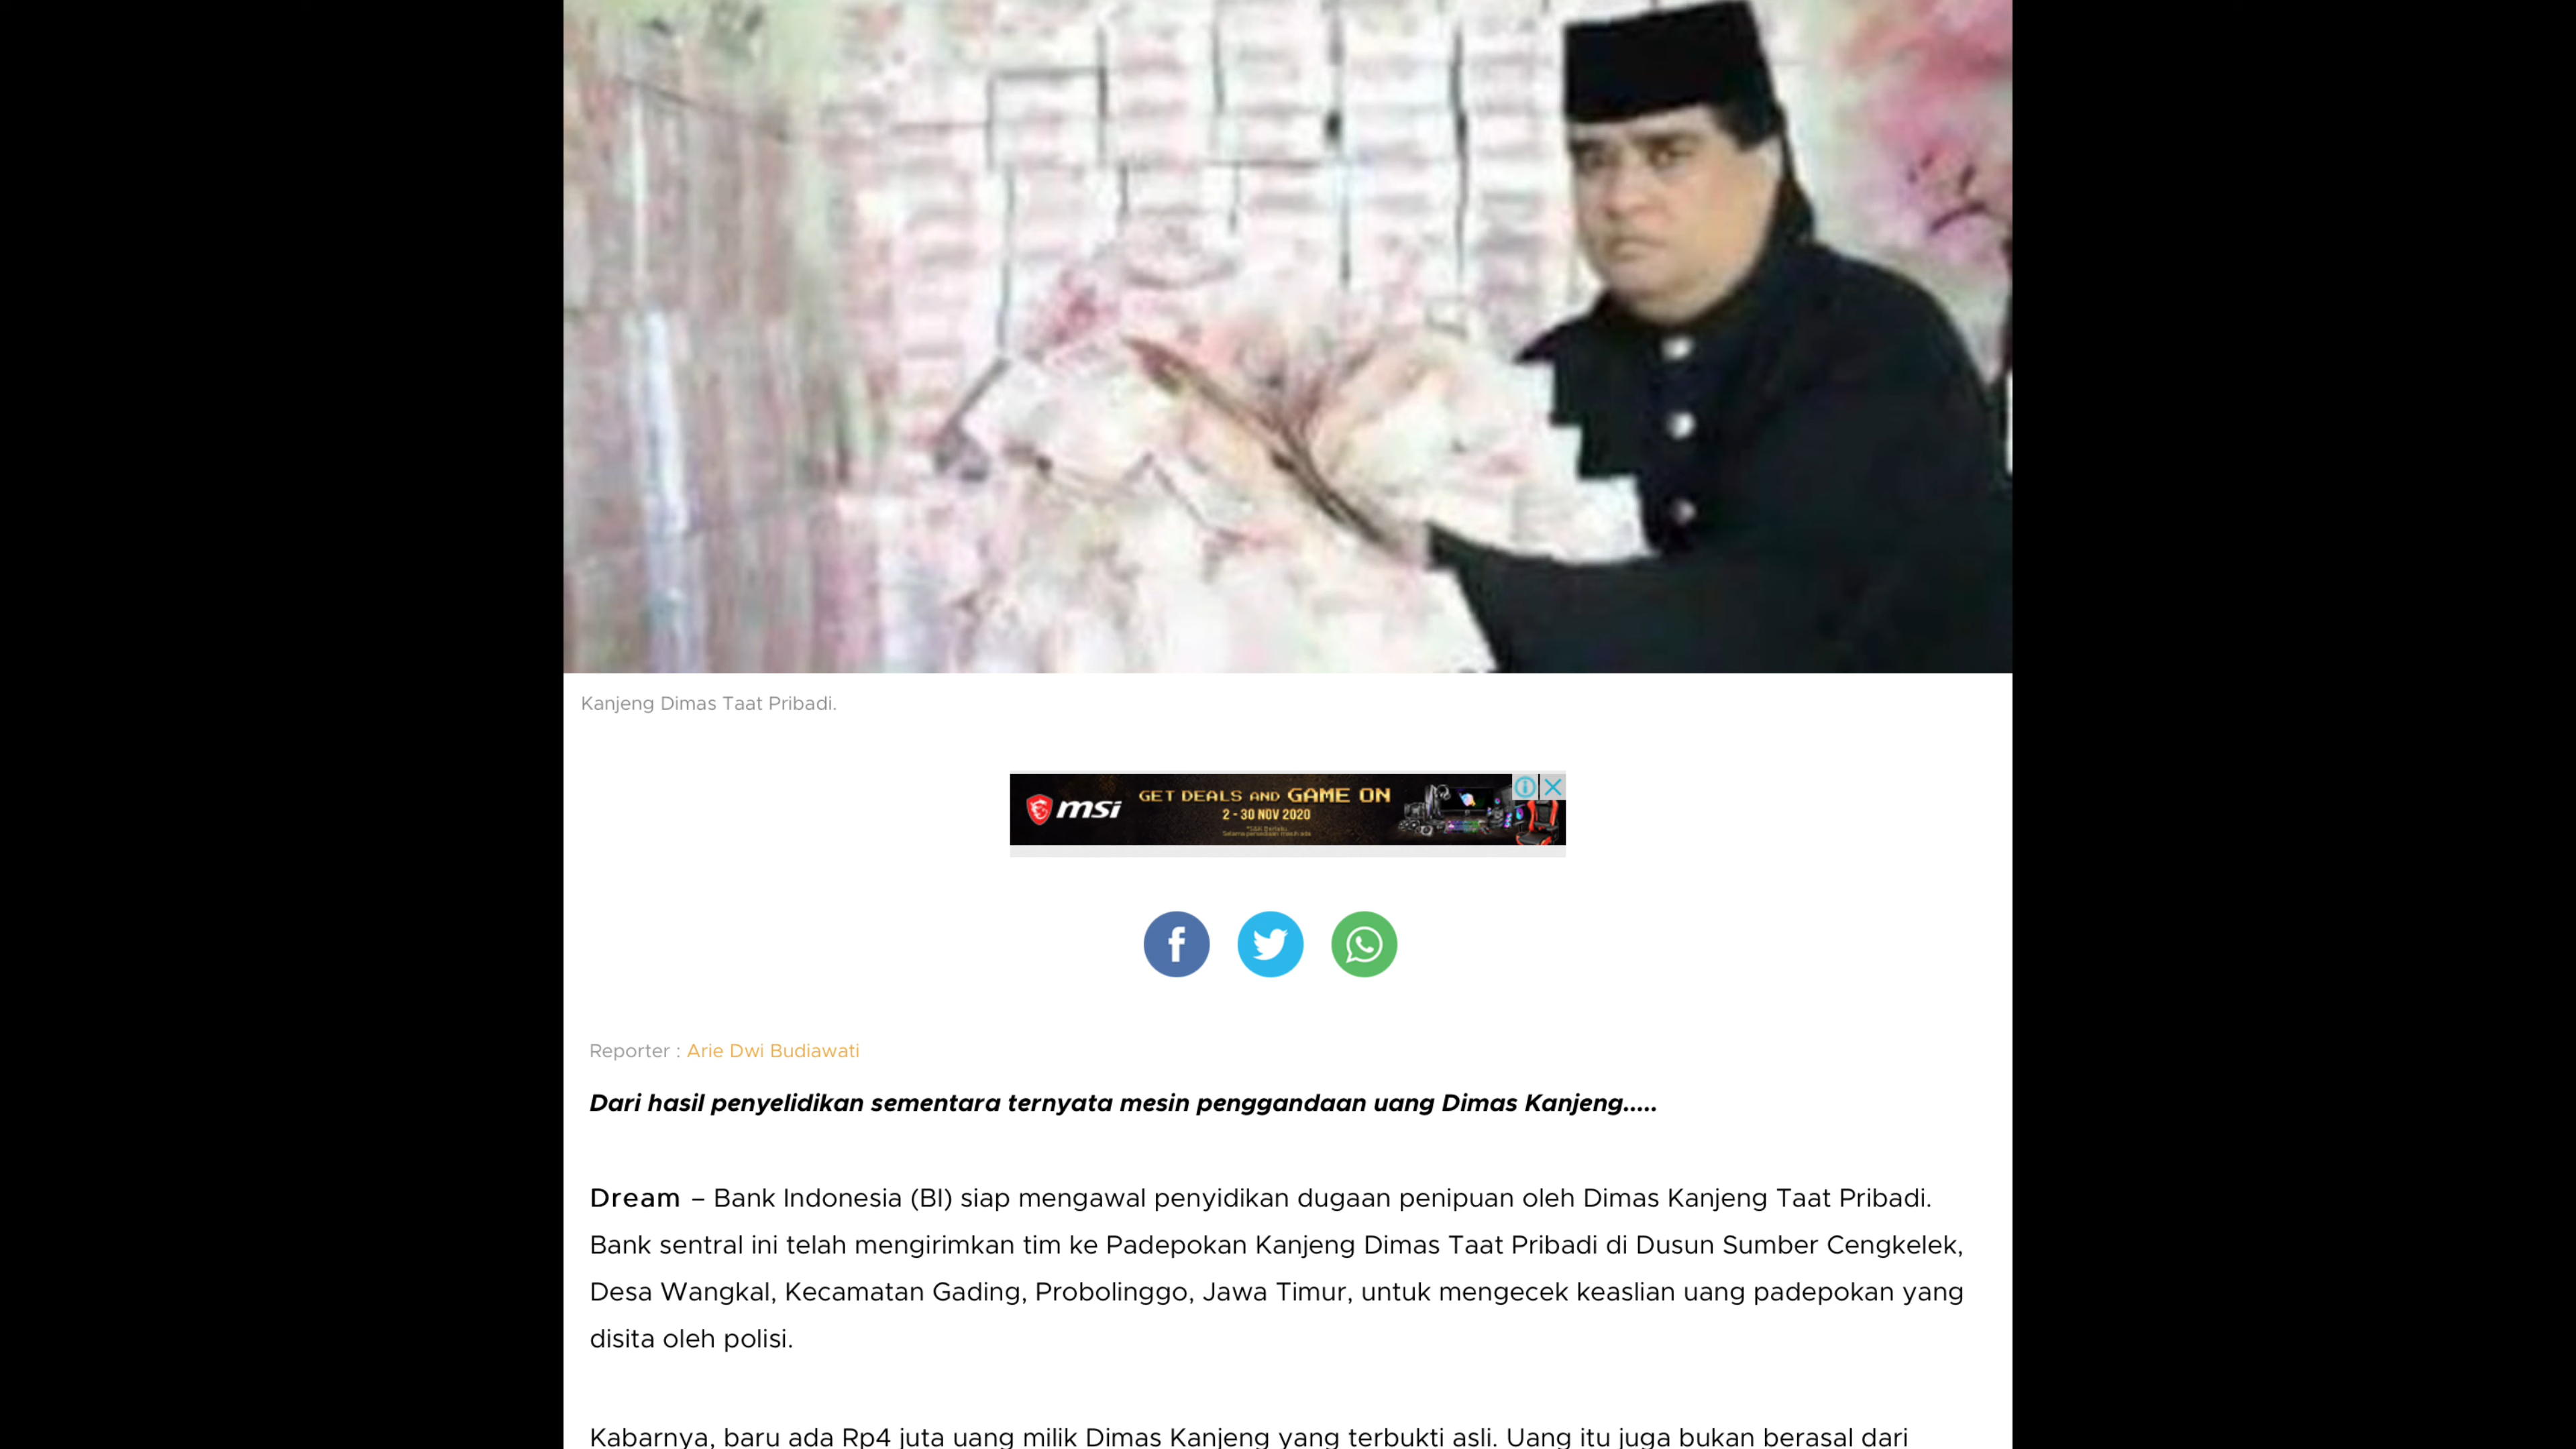 Kanjeng Dimas Taat Pribadi.
msi
GET DEALS AND GAME ON
2 - 30 NOV 2020
Reporter : Arie Dwi Budiawati
Dari hasil penyelidikan sementara ternyata mesin penggandaan uang Dimas Kanjeng.....
Dream – Bank Indonesia (BI) siap mengawal penyidikan dugaan penipuan oleh Dimas Kanjeng Taat Pribadi.
Bank sentral ini telah mengirimkan tim ke Padepokan Kanjeng Dimas Taat Pribadi di Dusun Sumber Cengkelek,
Desa Wangkal, Kecamatan Gading, Probolinggo, Jawa Timur, untuk mengecek keaslian uang padepokan yang
disita oleh polisi.
Kabarnya, baru ada Rp4 juta uang milik Dimas Kanjeng yang terbukti asli. Uang itu juga bukan berasal dari